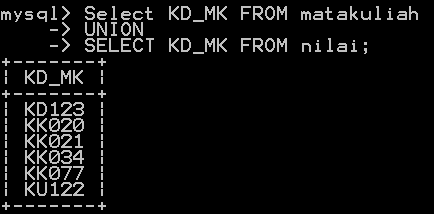 mysql> Select KD_MK FROM matakuliah
    -> UNION
    -> SELECT KD_MK FROM nilai;
+-------+
| KD_MK |
+-------+
| KD123 |
| KK020 |
| KK021 |
| KK034 |
| KK077 |
| KU122 |
+-------+